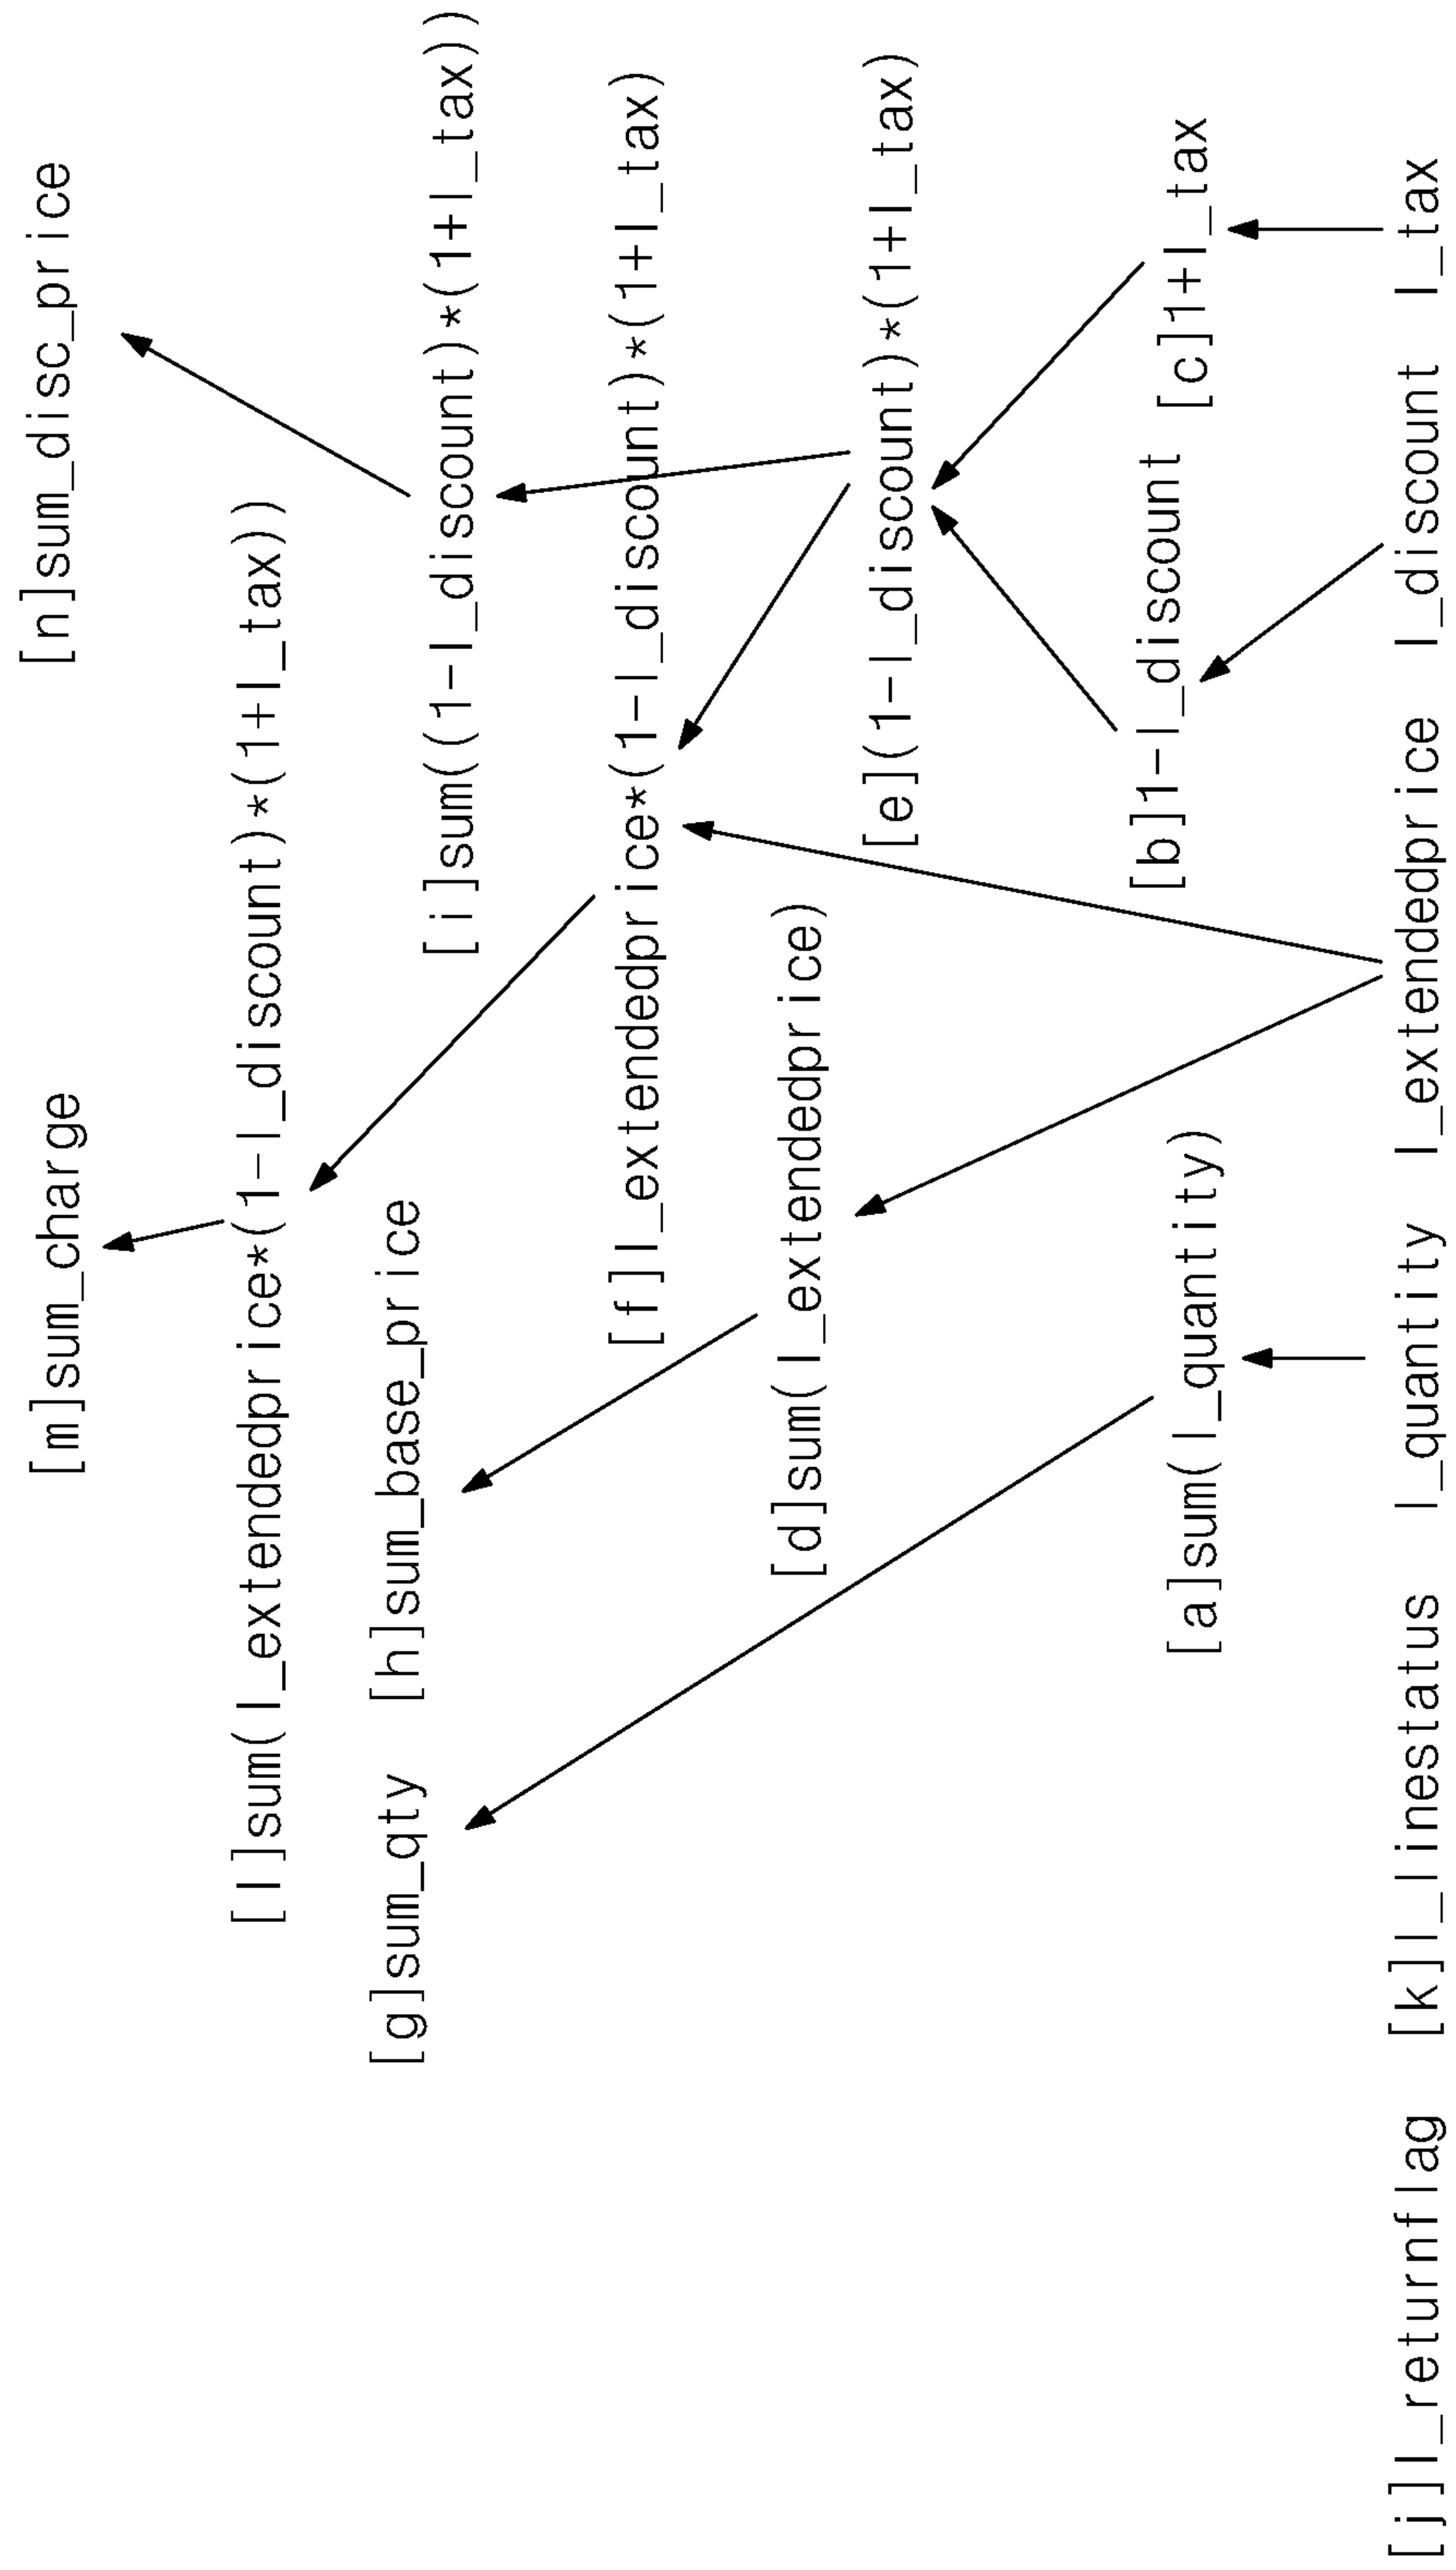 [m]sum_charge
[n]sum_disc_price
[l]sum(l_extendedprice*(1-l_discount)*(1+l_tax))
[g]sum_qty
[h]sum_base_price
[i]sum((1-l_discount)*(1+l_tax))
[f]l_extendedprice*(1-l_discount)*(1+l_tax)
[d]sum(l_extendedprice)
[e](1-l_discount)*(1+l_tax)
[a]sum(l_quantity)
[b]1-l_discount
[c]1+l_tax
[j]l_returnflag
[k]l_linestatus
l_quantity
l_extendedprice
l_discount
l_tax